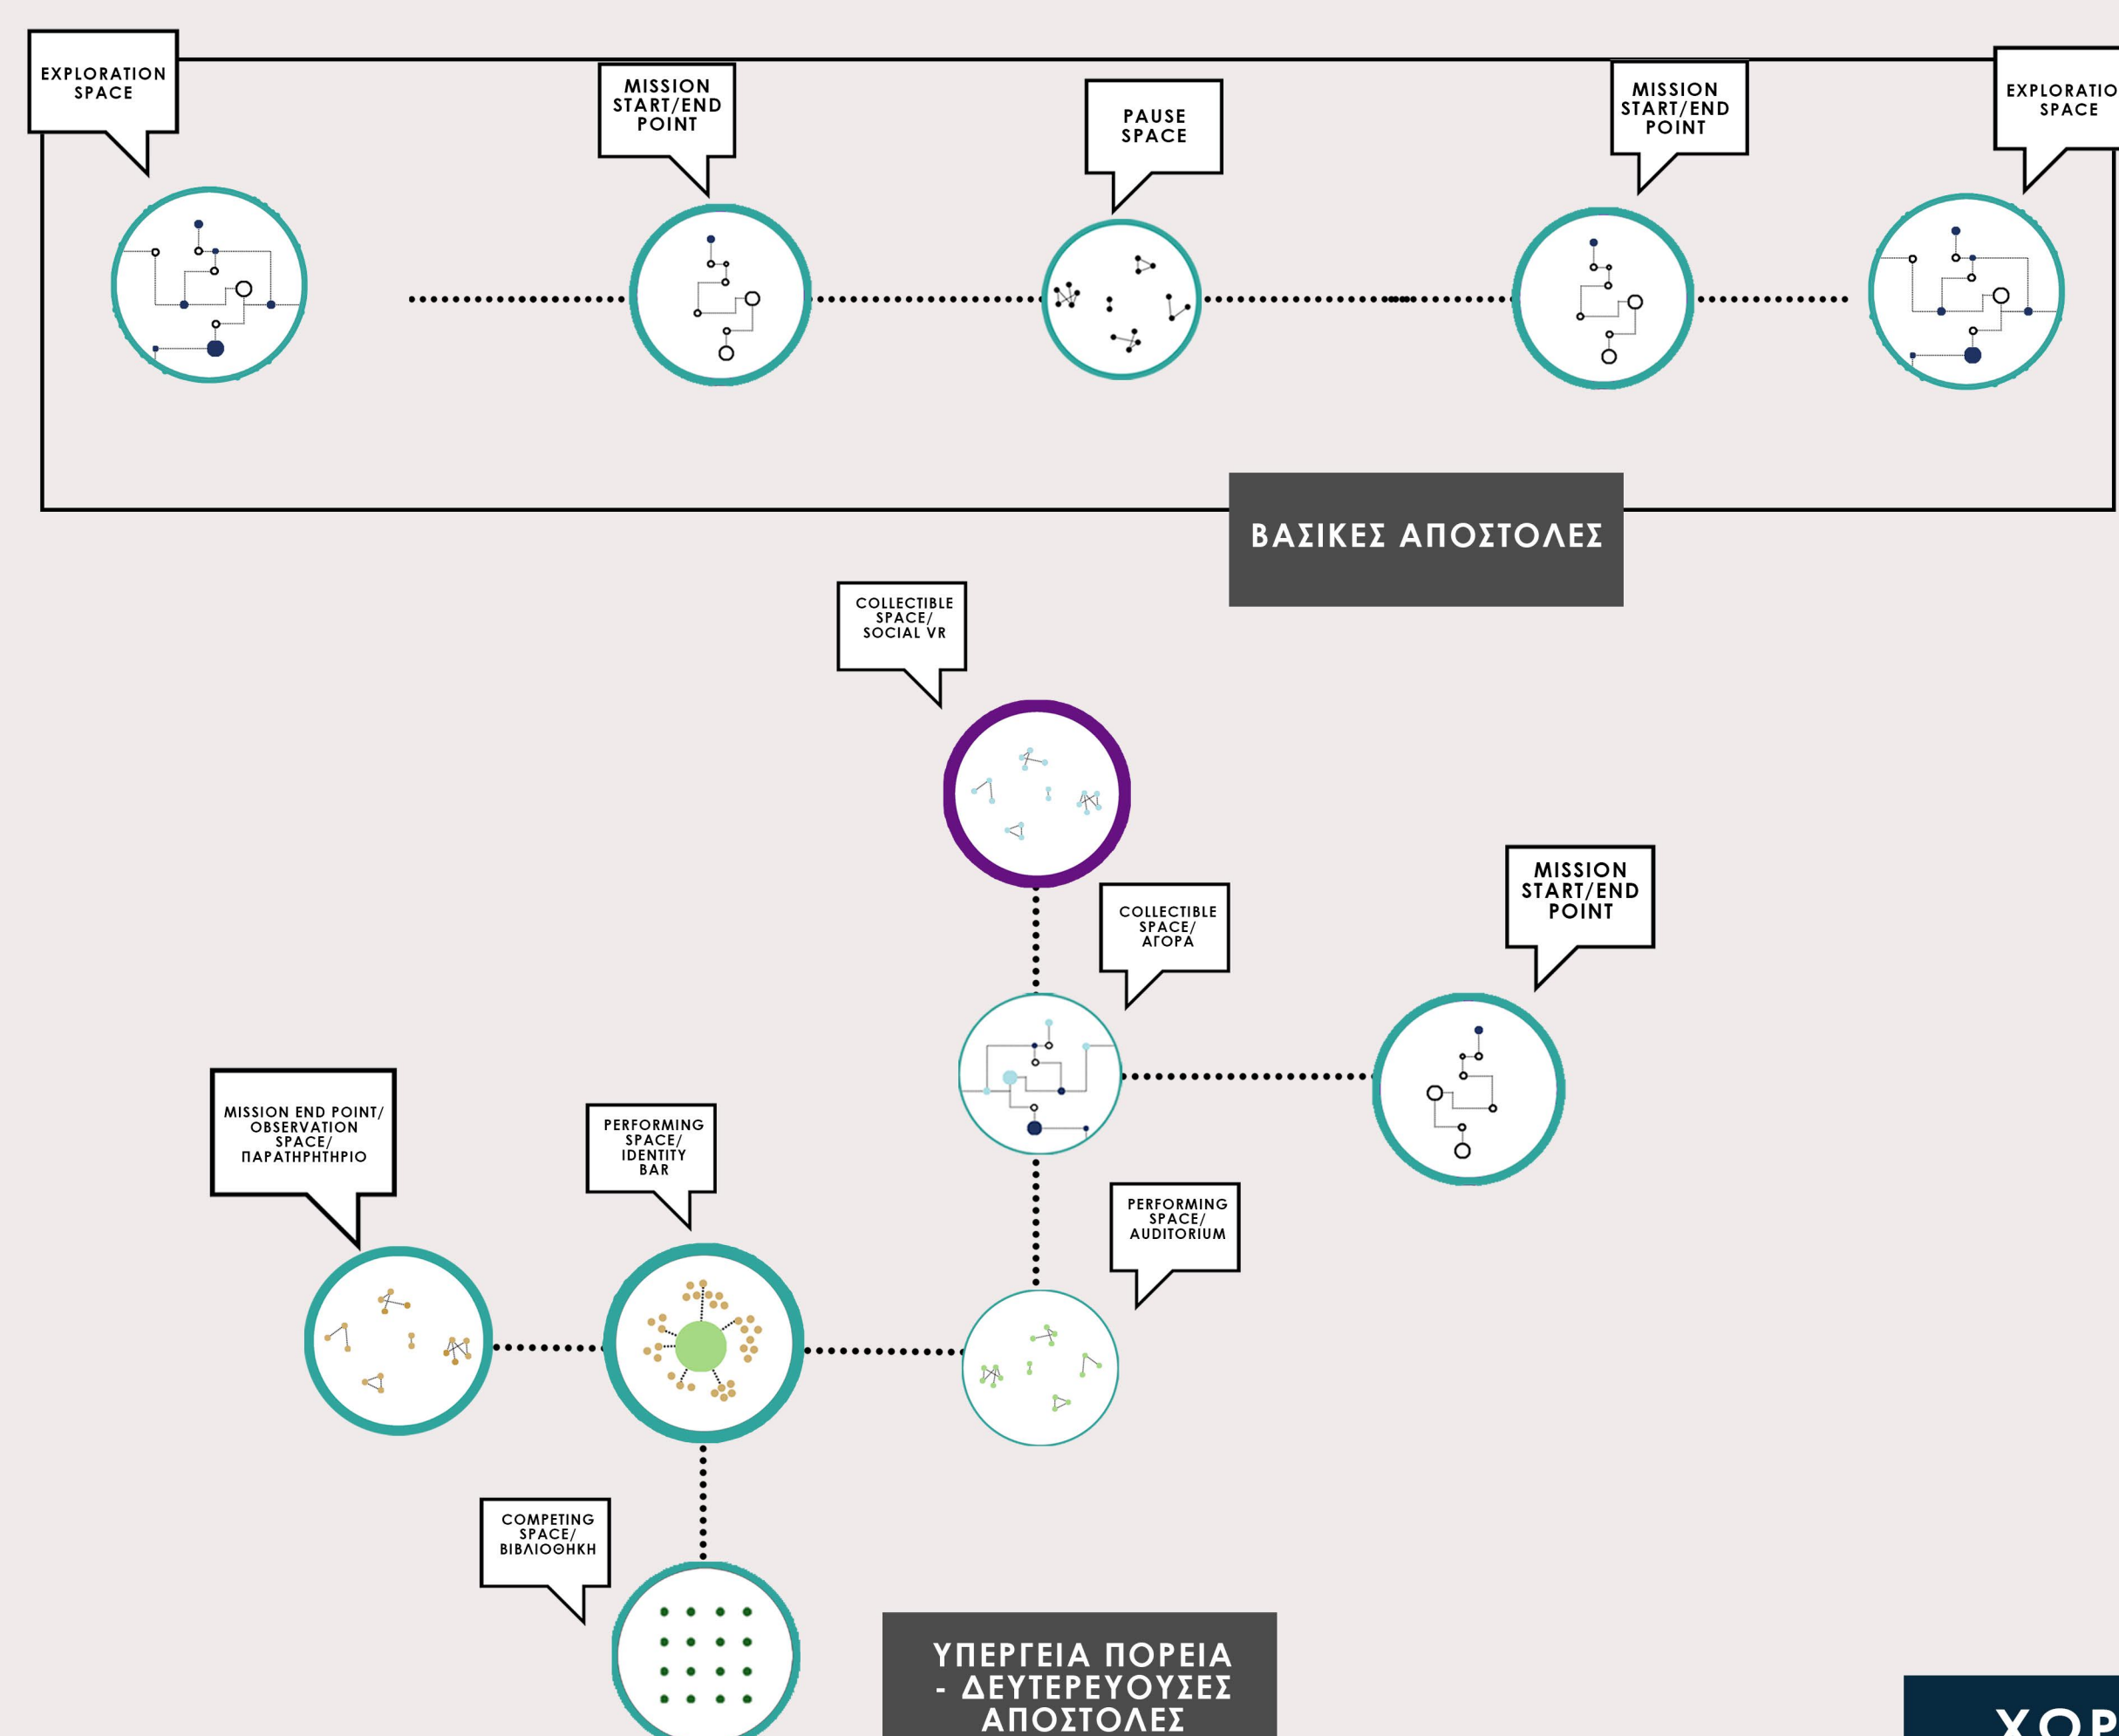 EXPLORATION
SPACE
MISSION
START/END
POINT
PAUSE
SPACE
MISSION
START/END
POINT
EXPLORATIO
SPACE
ΒΑΣΙΚΕΣ ΑΠΟΣΤΟΛΕΣ
COLLECTIBLE
SPACE/
SOCIAL VR
COLLECTIBLE
SPACE/
ΑΓΟΡΑ
MISSION
START/END
POINT
MISSION END POINT/
OBSERVATION
SPACE/
ΠΑΡΑΤΗΡΗΤΗΡΙΟ
PERFORMING
SPACE/
IDENTITY
BAR
PERFORMING
SPACE/
AUDITORIUM
COMPETING
SPACE/
ΒΙΒΛΙΟΘΗΚΗ
ΥΠΕΡΓΕΙΑ ΠΟΡΕΙΑ
- ΔΕΥΤΕΡΕΥΟΥΣΕΣ
ΑΠΟΣΤΟΛΕΣ
ΧΟΡ